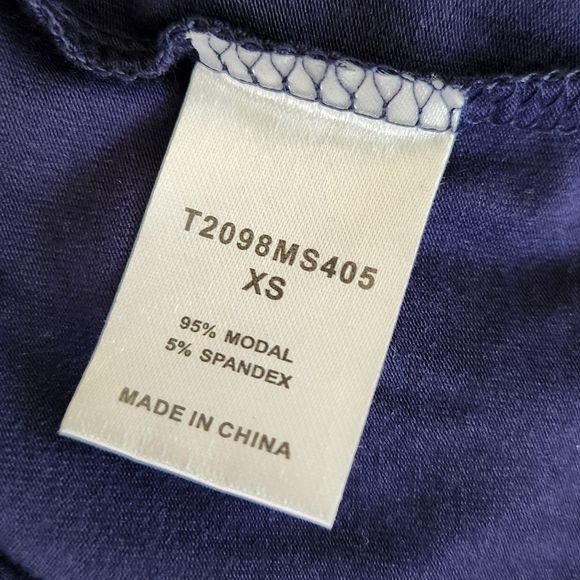 T2098MS405
XS
95% MODAL
5% SPANDEX
MADE IN CHINA